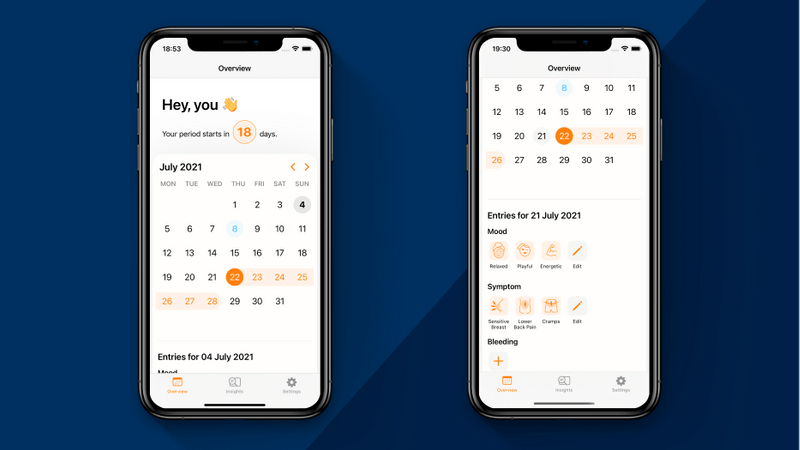 18:53
Overview
Hey, you 👋
Your period starts in 18 days.
July 2021
MON TUE WED THU FRI SAT SUN
1 2 3 4
5 6 7 8 9 10 11
12 13 14 15 16 17 18
19 20 21 22 23 24 25
26 27 28 29 30 31
Entries for 04 July 2021
Mood
Overview Insights Settings
19:30
Overview
5 6 7 8 9 10 11
12 13 14 15 16 17 18
19 20 21 22 23 24 25
26 27 28 29 30 31
Entries for 21 July 2021
Mood
Relaxed Playful Energetic Edit
Symptom
Sensitive Breast Lower Back Pain Cramps Edit
Bleeding
Overview Insights Settings